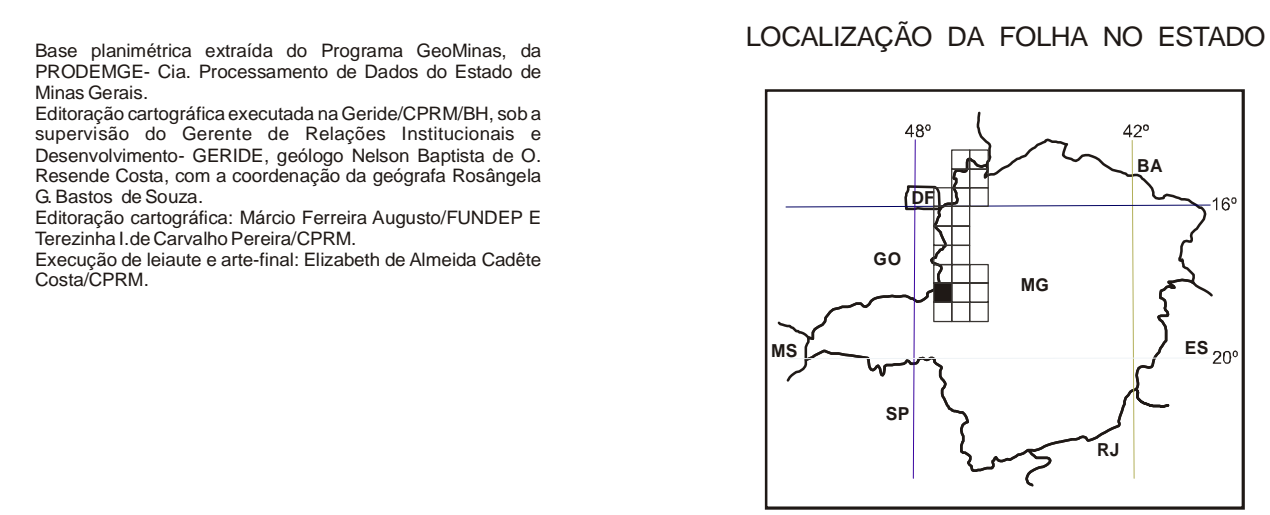 Base planimétrica extraída do Programa GeoMinas, da
PRODEMGE- Cia. Processamento de Dados do Estado de
Minas Gerais.
Editoração cartográfica executada na Geride/CPRM/BH, sob a
supervisão do Gerente de Relações Institucionais e
Desenvolvimento- GERIDE, geólogo Nelson Baptista de O.
Resende Costa, com a coordenação da geógrafa Rosângela
G. Bastos de Souza.
Editoração cartográfica: Márcio Ferreira Augusto/FUNDEP E
Terezinha I.de Carvalho Pereira/CPRM.
Execução de leiaute e arte-final: Elizabeth de Almeida Cadête
Costa/CPRM.
LOCALIZAÇÃO DA FOLHA NO ESTADO
48º
42º
BA
DF
16º
GO
MG
MS
ES
20º
SP
RJ